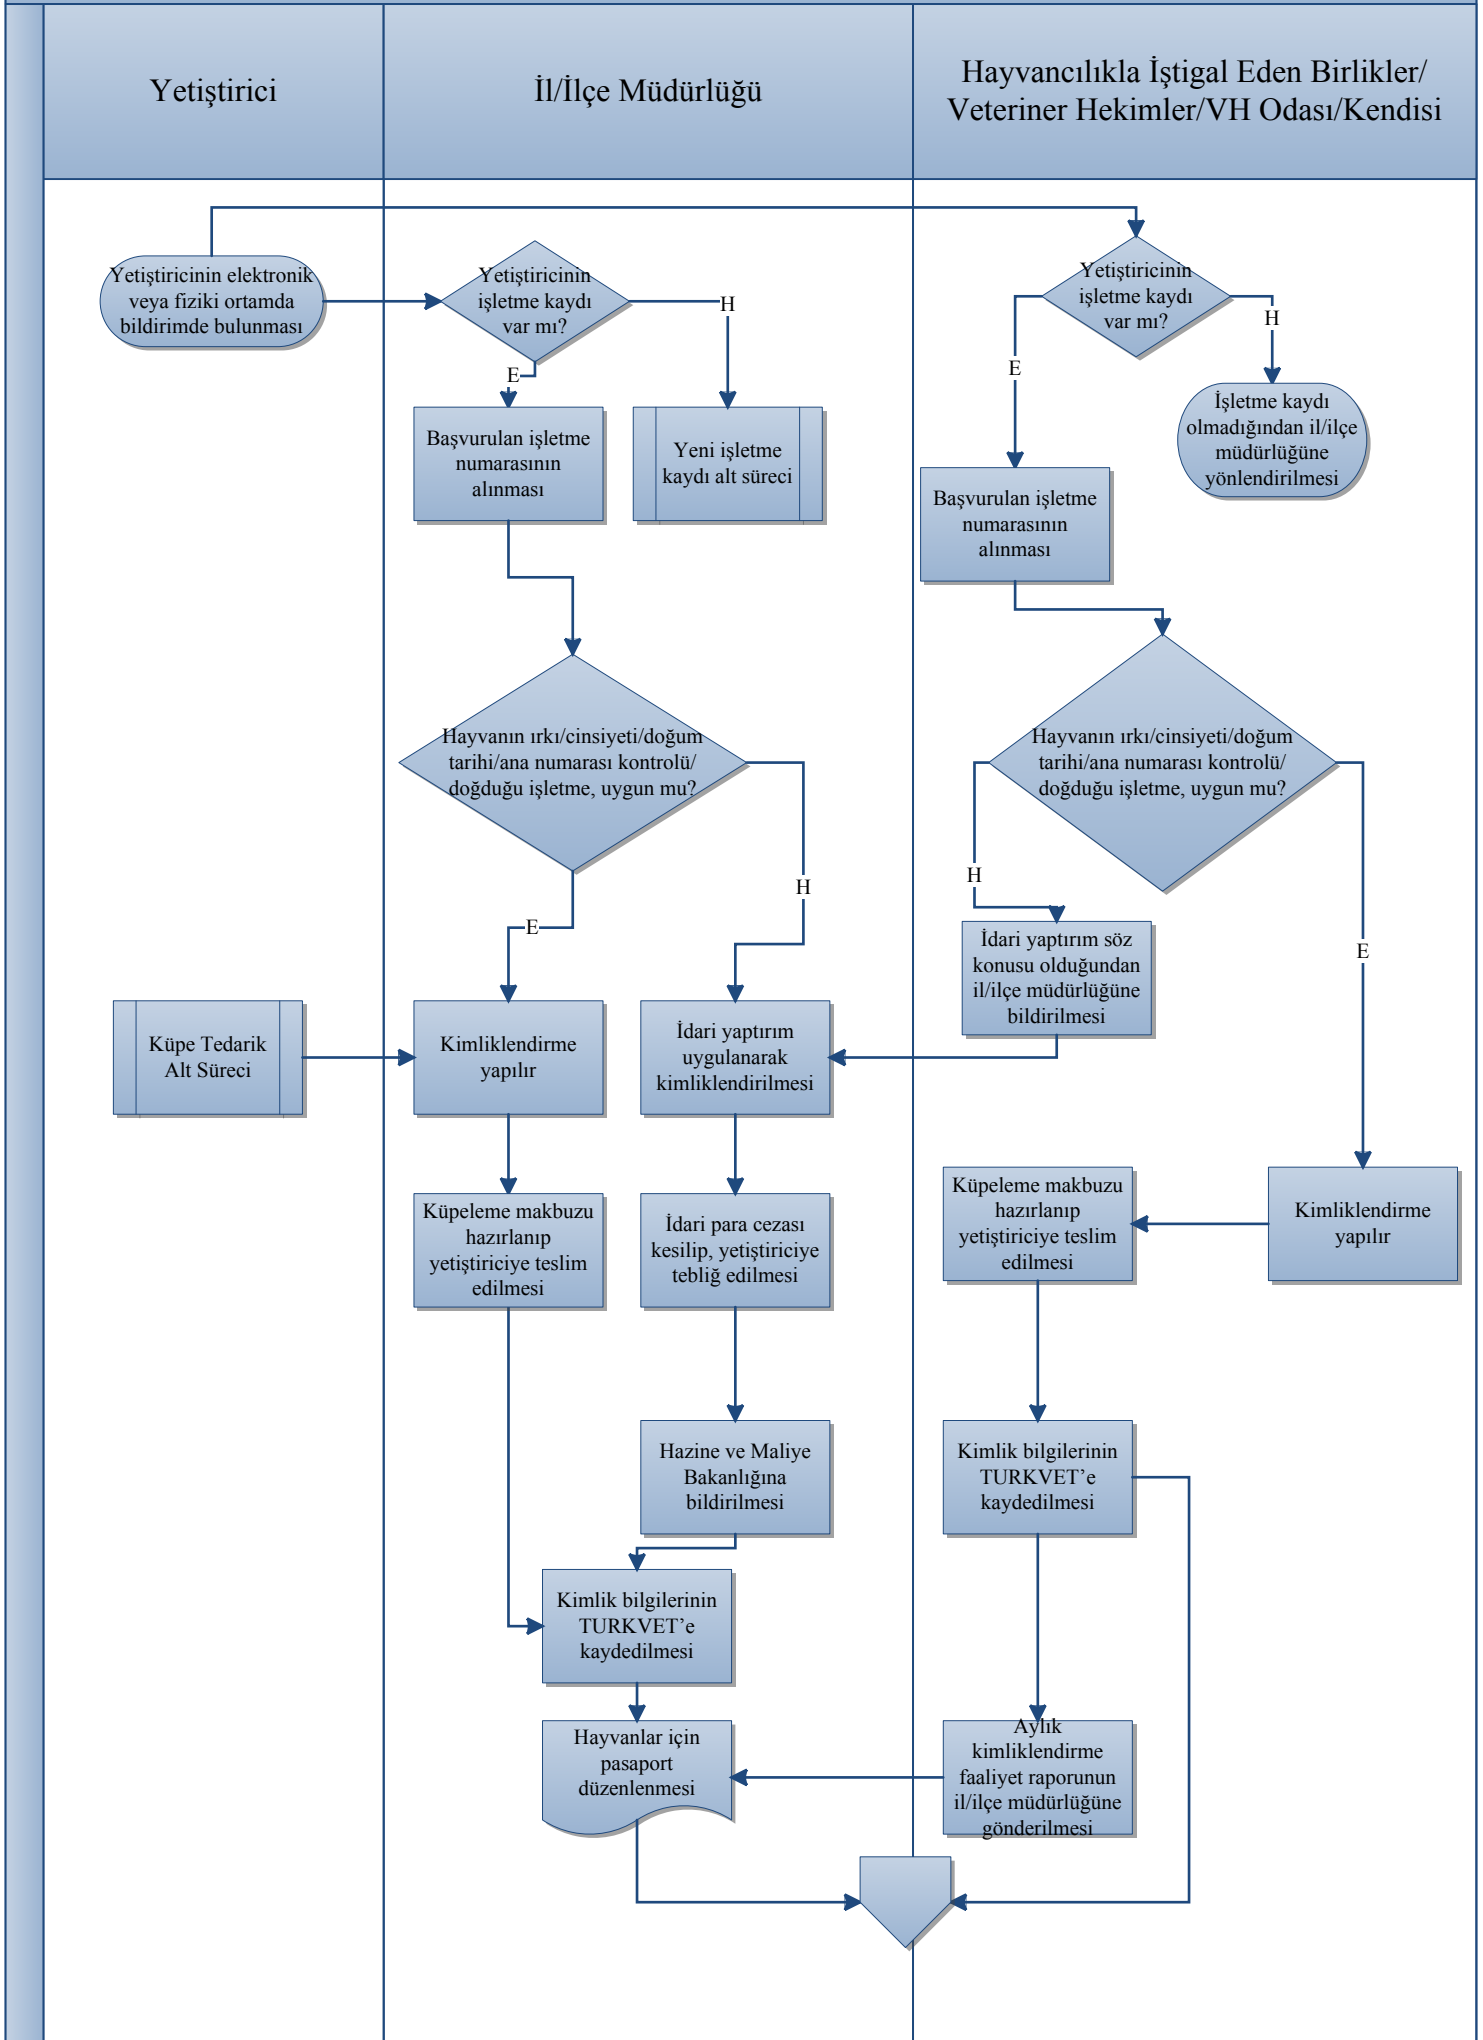 Yetiştirici
İl/İlçe Müdürlüğü
Hayvancılıkla İştigal Eden Birlikler/
Veteriner Hekimler/VH Odası/Kendisi
Yetiştiricinin elektronik
veya fiziki ortamda
bildirimde bulunması
Yetiştiricinin
işletme kaydı
var mı?
H
E
Yetiştiricinin
işletme kaydı
var mı?
H
E
Başvurulan işletme
numarasının
alınması
Yeni işletme
kaydı alt süreci
İşletme kaydı
olmadığından il/ilçe
müdürlüğüne
yönlendirilmesi
Başvurulan işletme
numarasının
alınması
Hayvanın ırkı/cinsiyeti/doğum
tarihi/ana numarası kontrolü/
doğduğu işletme, uygun mu?
H
E
Hayvanın ırkı/cinsiyeti/doğum
tarihi/ana numarası kontrolü/
doğduğu işletme, uygun mu?
H
E
İdari yaptırım söz
konusu olduğundan
il/ilçe müdürlüğüne
bildirilmesi
Küpe Tedarik
Alt Süreci
Kimliklendirme
yapılır
İdari yaptırım
uygulanarak
kimliklendirilmesi
Küpeleme makbuzu
hazırlanıp
yetiştiriciye teslim
edilmesi
İdari para cezası
kesilip, yetiştiriciye
tebliğ edilmesi
Küpeleme makbuzu
hazırlanıp
yetiştiriciye teslim
edilmesi
Kimliklendirme
yapılır
Hazine ve Maliye
Bakanlığına
bildirilmesi
Kimlik bilgilerinin
TURKVET’e
kaydedilmesi
Kimlik bilgilerinin
TURKVET’e
kaydedilmesi
Hayvanlar için
pasaport
düzenlenmesi
Aylık
kimliklendirme
faaliyet raporunun
il/ilçe müdürlüğüne
gönderilmesi